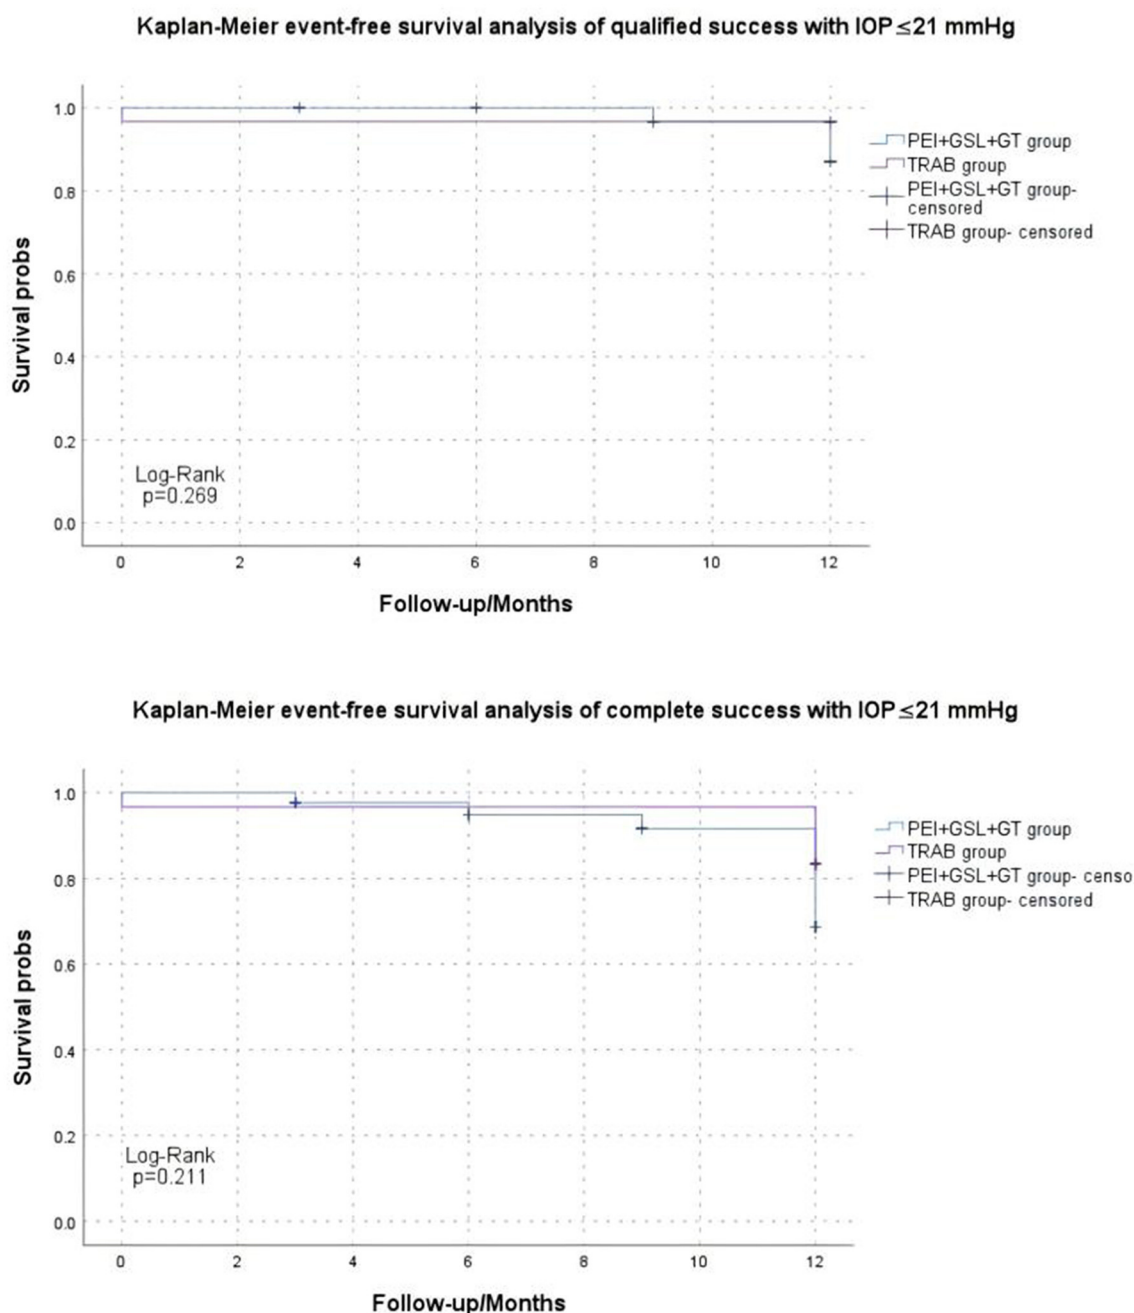 Kaplan-Meier event-free survival analysis of qualified success with IOP≤21 mmHg
1.0
0.8
0.6
0.4
0.2
0.0
Survival probs
Log-Rank
p=0.269
0 2 4 6 8 10 12
Follow-up/Months
PEI+GSL+GT group
TRAB group
PEI+GSL+GT group-
censored
TRAB group- censored
Kaplan-Meier event-free survival analysis of complete success with IOP≤21 mmHg
1.0
0.8
0.6
0.4
0.2
0.0
Survival probs
Log-Rank
p=0.211
0 2 4 6 8 10 12
Follow-up/Months
PEI+GSL+GT group
TRAB group
PEI+GSL+GT group- censo
TRAB group- censored